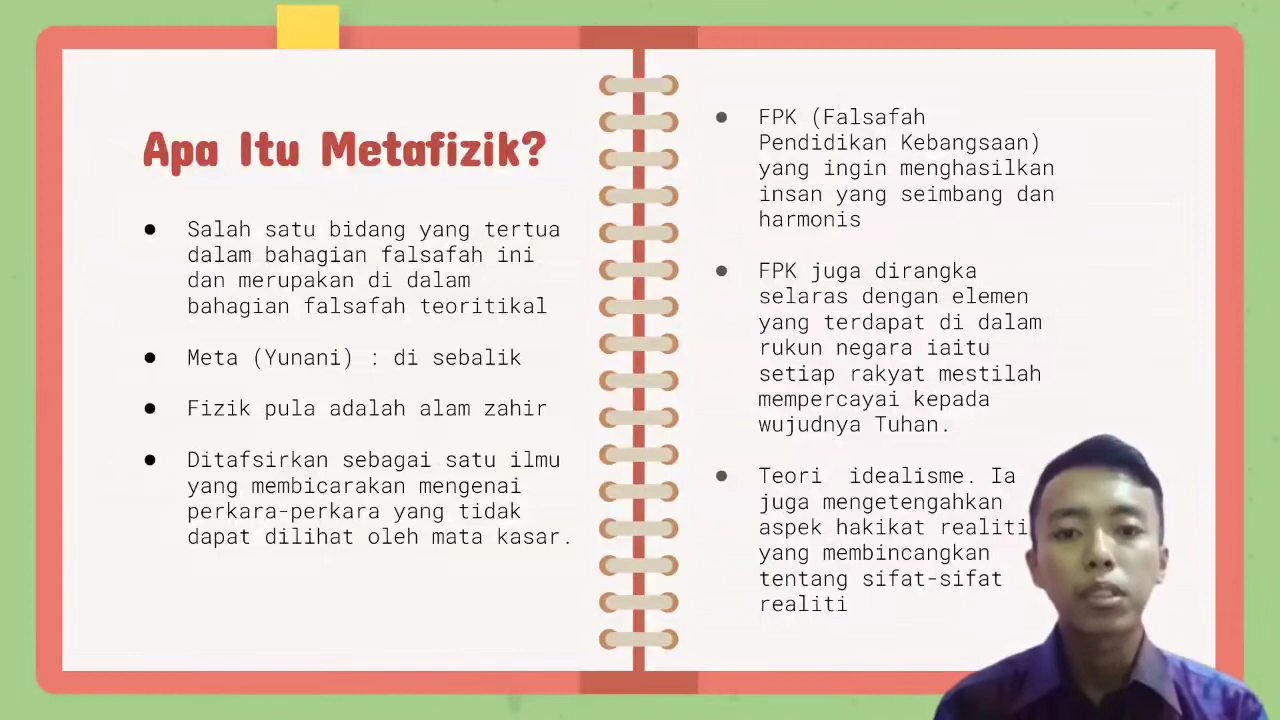 Apa Itu Metafizik?
Salah satu bidang yang tertua
dalam bahagian falsafah ini
dan merupakan di dalam
bahagian falsafah teoritikal
Meta (Yunani) : di sebalik
Fizik pula adalah alam zahir
Ditafsirkan sebagai satu ilmu
yang membicarakan mengenai
perkara-perkara yang tidak
dapat dilihat oleh mata kasar.
FPK (Falsafah
Pendidikan Kebangsaan)
yang ingin menghasilkan
insan yang seimbang dan
harmonis
FPK juga dirangka
selaras dengan elemen
yang terdapat di dalam
rukun negara iaitu
setiap rakyat mestilah
mempercayai kepada
wujudnya Tuhan.
Teori idealisme. Ia
juga mengetengahkan
aspek hakikat realiti
yang membincangkan
tentang sifat-sifat
realiti